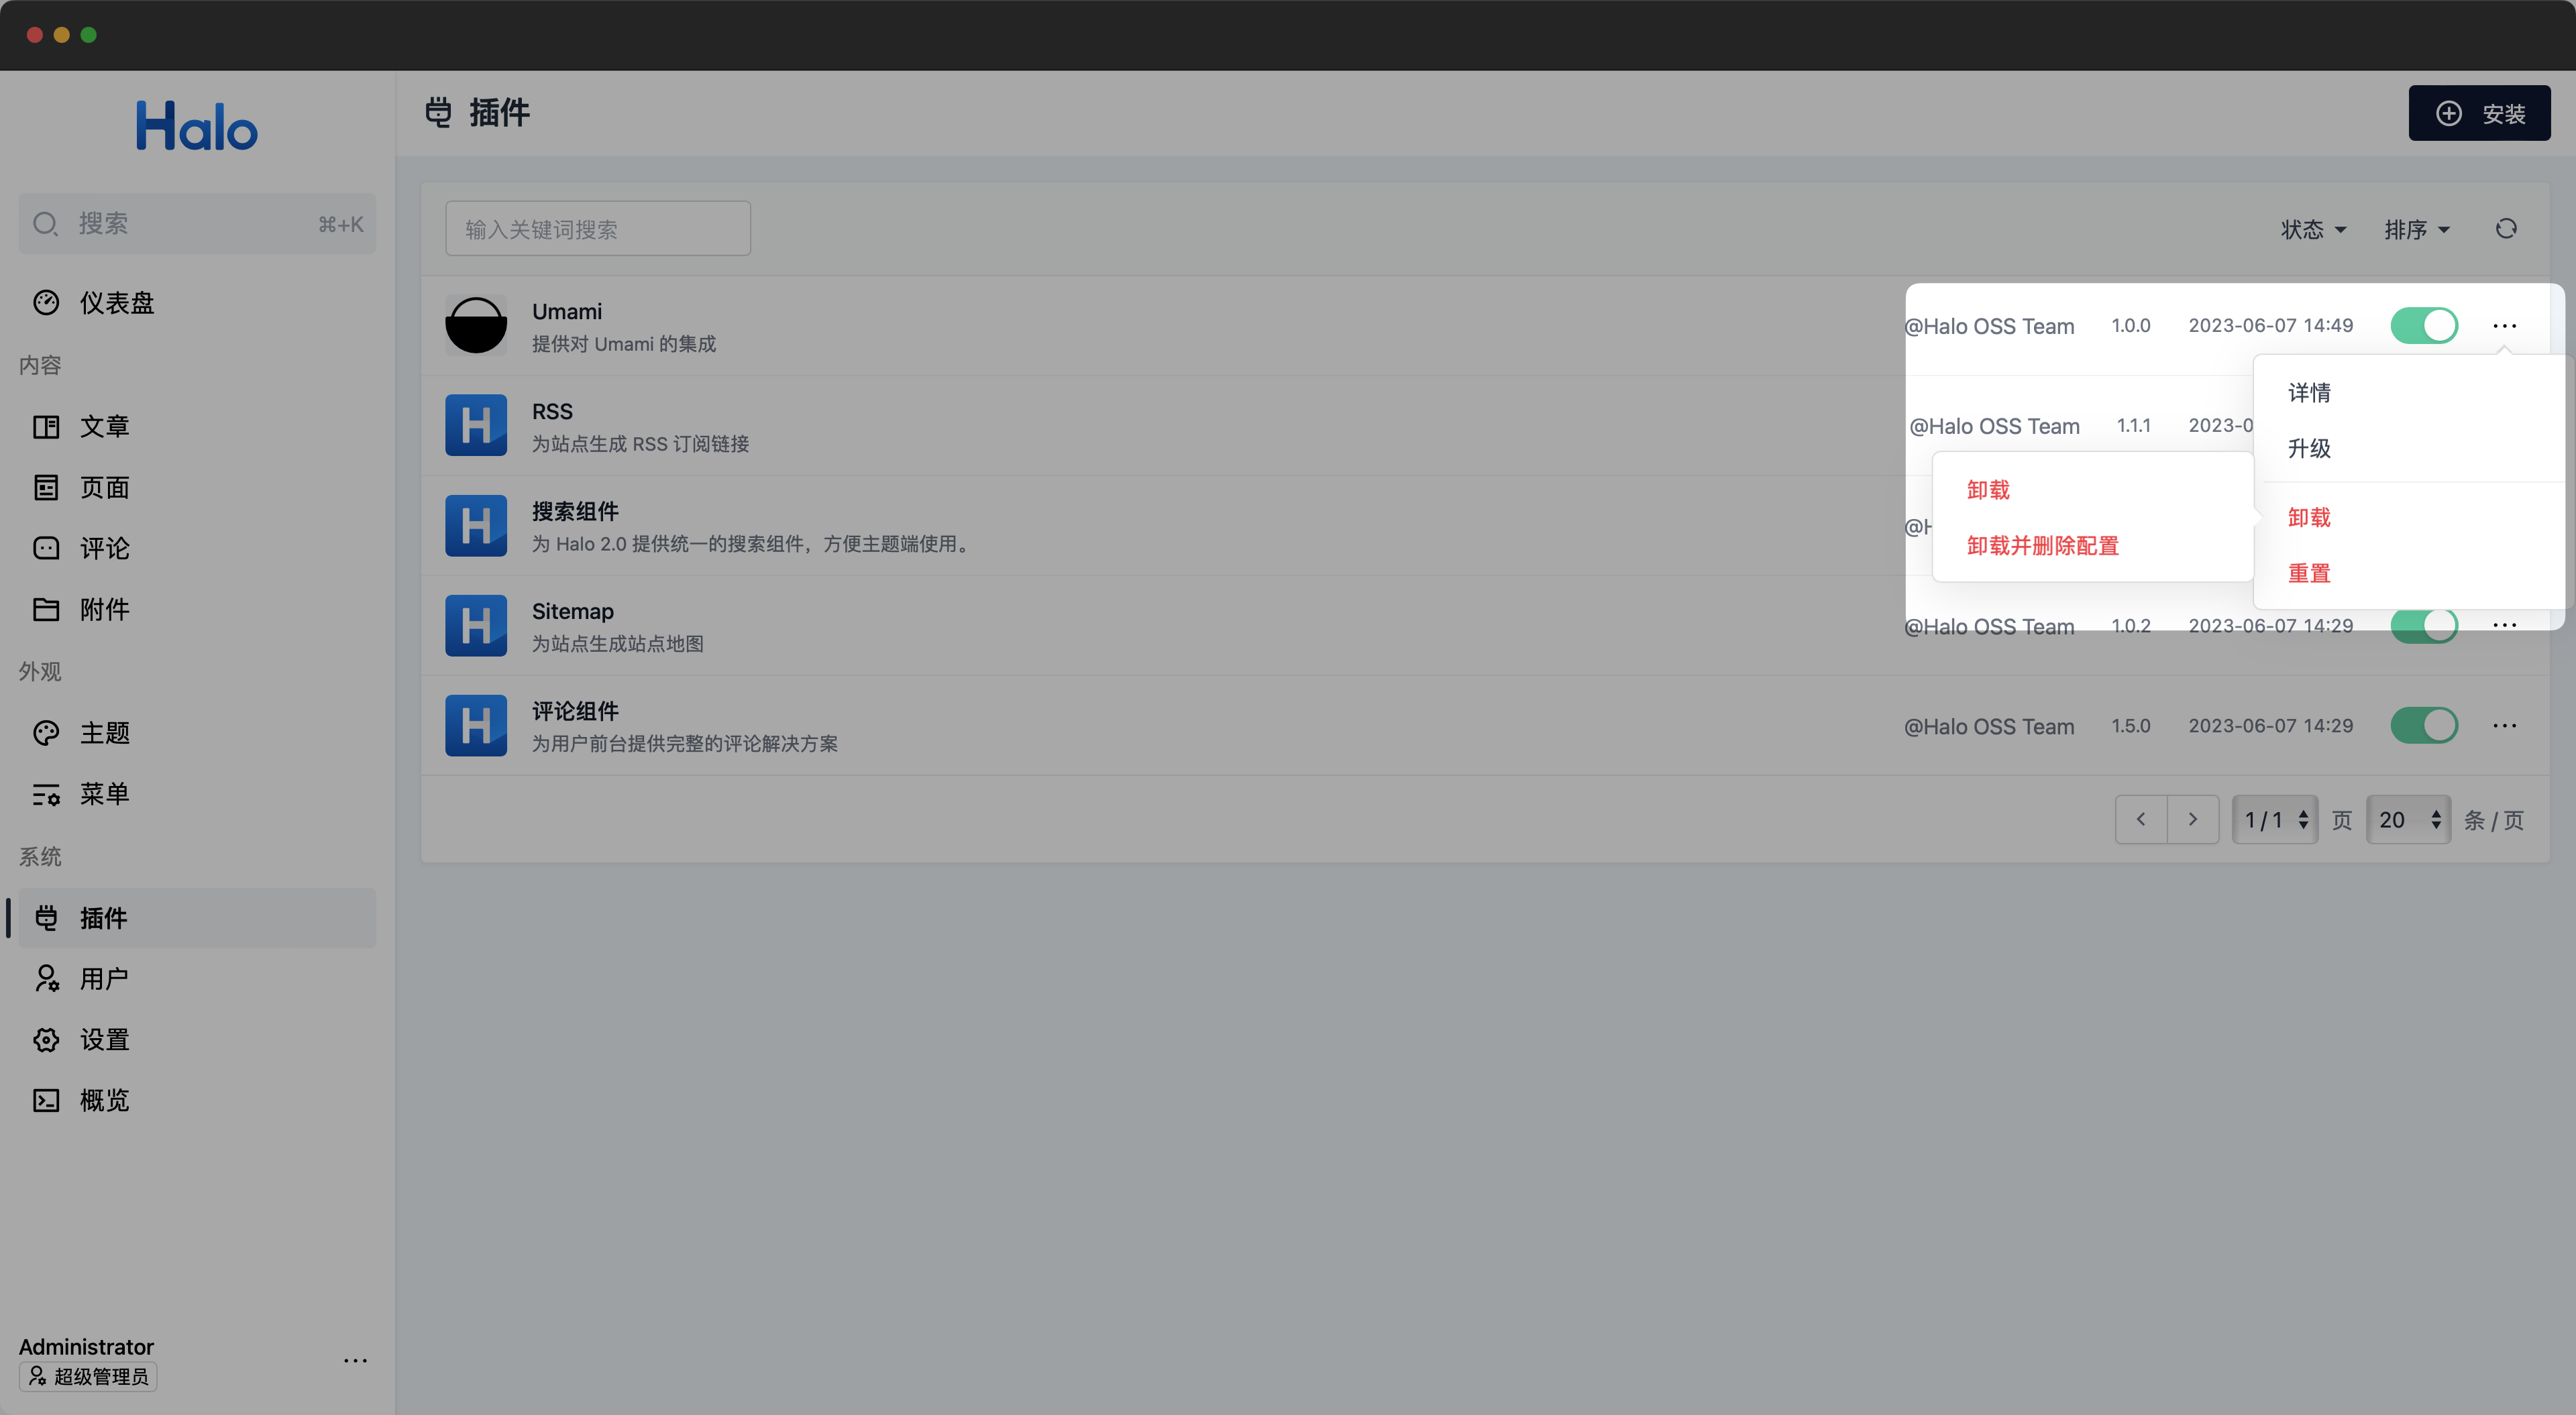 Halo
搜索 ⌘+K
仪表盘
内容
文章
页面
评论
附件
外观
主题
菜单
系统
插件
用户
设置
概览
Administrator
超级管理员
插件
安装
输入关键词搜索
状态 排序
Umami
提供对 Umami 的集成
@Halo OSS Team 1.0.0 2023-06-07 14:49
RSS
为站点生成 RSS 订阅链接
@Halo OSS Team 1.1.1 2023-0
搜索组件
为 Halo 2.0 提供统一的搜索组件，方便主题端使用。
Sitemap
为站点生成站点地图
@Halo OSS Team 1.0.2 2023-06-07 14:29
评论组件
为用户前台提供完整的评论解决方案
@Halo OSS Team 1.5.0 2023-06-07 14:29
详情
升级
卸载
重置
卸载
卸载并删除配置
1 / 1 页 20 条 / 页